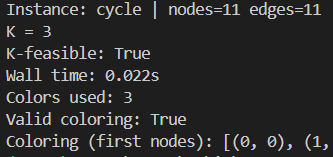 Instance: cycle | nodes=11 edges=11
K = 3
K-feasible: True
Wall time: 0.022s
Colors used: 3
Valid coloring: True
Coloring (first nodes): [(0, 0), (1,